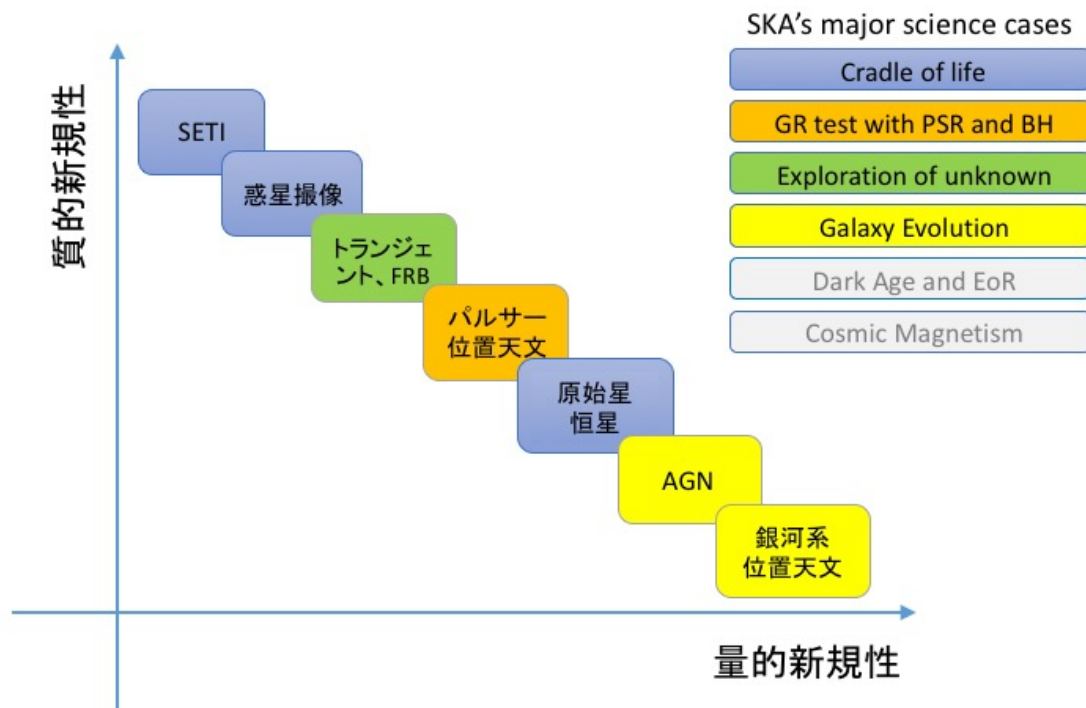 SKA's major science cases
Cradle of life
GR test with PSR and BH
Exploration of unknown
Galaxy Evolution
Dark Age and EoR
Cosmic Magnetism
質的新規性
SETI
惑星撮像
トランジェ
ント、FRB
パルサー
位置天文
原始星
恒星
AGN
銀河系
位置天文
量的新規性